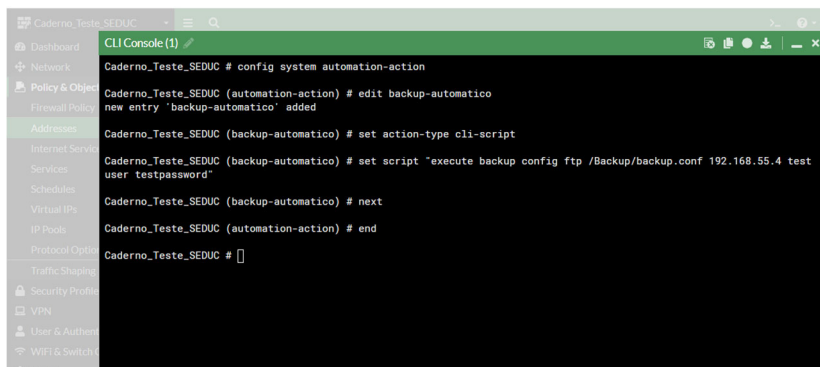 Caderno_Teste_SEDUC
CLI Console (1)
Dashboard
Network
Policy & Object
Firewall Policy
Addresses
Internet Servic
Services
Schedules
Virtual IPs
IP Pools
Protocol Option
Traffic Shaping
Security Profile
VPN
User & Authent
WiFi & Switch C
Caderno_Teste_SEDUC # config system automation-action
Caderno_Teste_SEDUC (automation-action) # edit backup-automatico
new entry 'backup-automatico' added
Caderno_Teste_SEDUC (backup-automatico) # set action-type cli-script
Caderno_Teste_SEDUC (backup-automatico) # set script "execute backup config ftp /Backup/backup.conf 192.168.55.4 test
user testpassword"
Caderno_Teste_SEDUC (backup-automatico) # next
Caderno_Teste_SEDUC (automation-action) # end
Caderno_Teste_SEDUC #